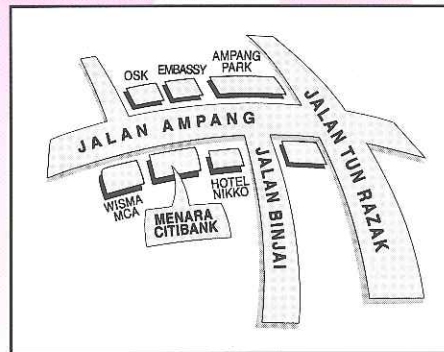 AMPANG
PARK
EMBASSY
OSK
JALAN AMPANG
JALAN TUN RAZAK
WISMA
MCA
MENARA
CITIBANK
HOTEL
NIKKO
JALAN BINJAI